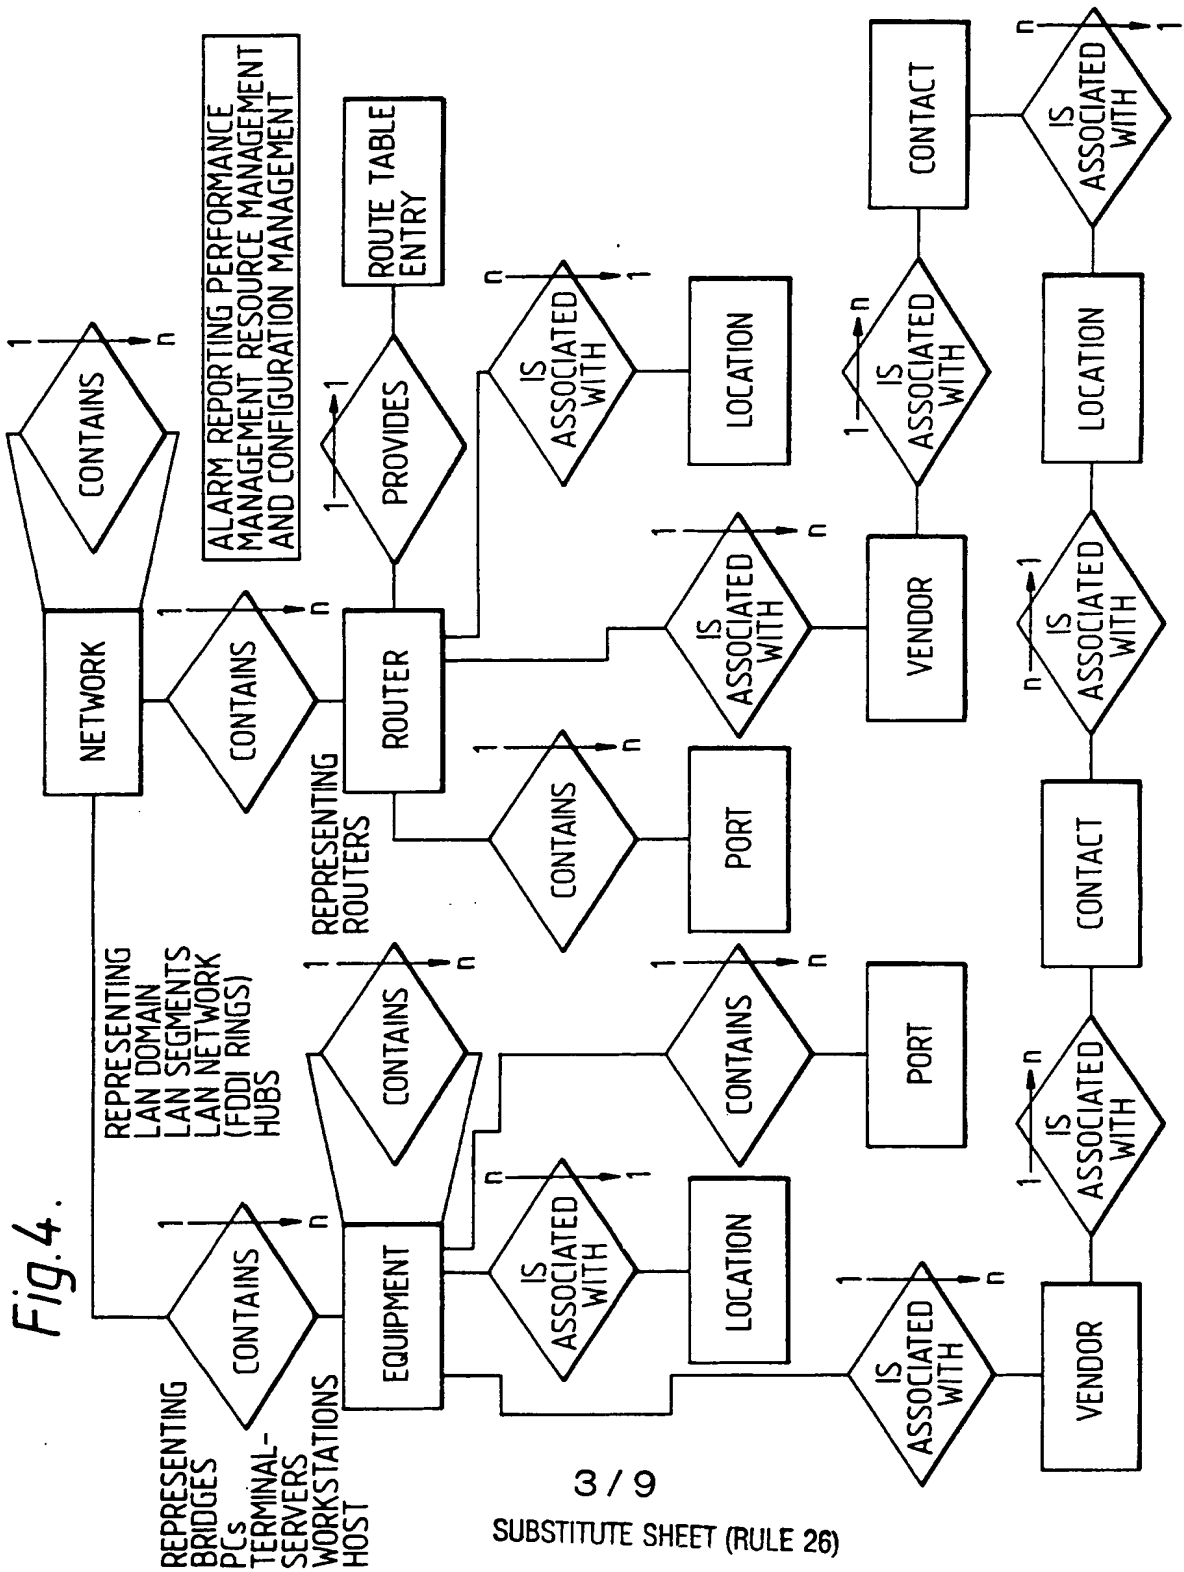 Fig.4.
NETWORK
CONTAINS
1
n
ALARM REPORTING PERFORMANCE
MANAGEMENT RESOURCE MANAGEMENT
AND CONFIGURATION MANAGEMENT
REPRESENTING
LAN DOMAIN
LAN SEGMENTS
LAN NETWORK
(FDDI RINGS)
HUBS
REPRESENTING
BRIDGES
PCs
TERMINAL-
SERVERS
WORKSTATIONS
HOST
CONTAINS
1
n
CONTAINS
1
n
EQUIPMENT
CONTAINS
1
n
REPRESENTING
ROUTERS
ROUTER
PROVIDES
1
1
ROUTE TABLE
ENTRY
IS
ASSOCIATED
WITH
n
1
CONTAINS
1
n
IS
ASSOCIATED
WITH
n
1
LOCATION
CONTAINS
1
n
PORT
PORT
IS
ASSOCIATED
WITH
1
n
LOCATION
IS
ASSOCIATED
WITH
1
n
VENDOR
IS
ASSOCIATED
WITH
1
n
CONTACT
VENDOR
IS
ASSOCIATED
WITH
1
n
CONTACT
IS
ASSOCIATED
WITH
n
1
LOCATION
IS
ASSOCIATED
WITH
n
1
3/9
SUBSTITUTE SHEET (RULE 26)